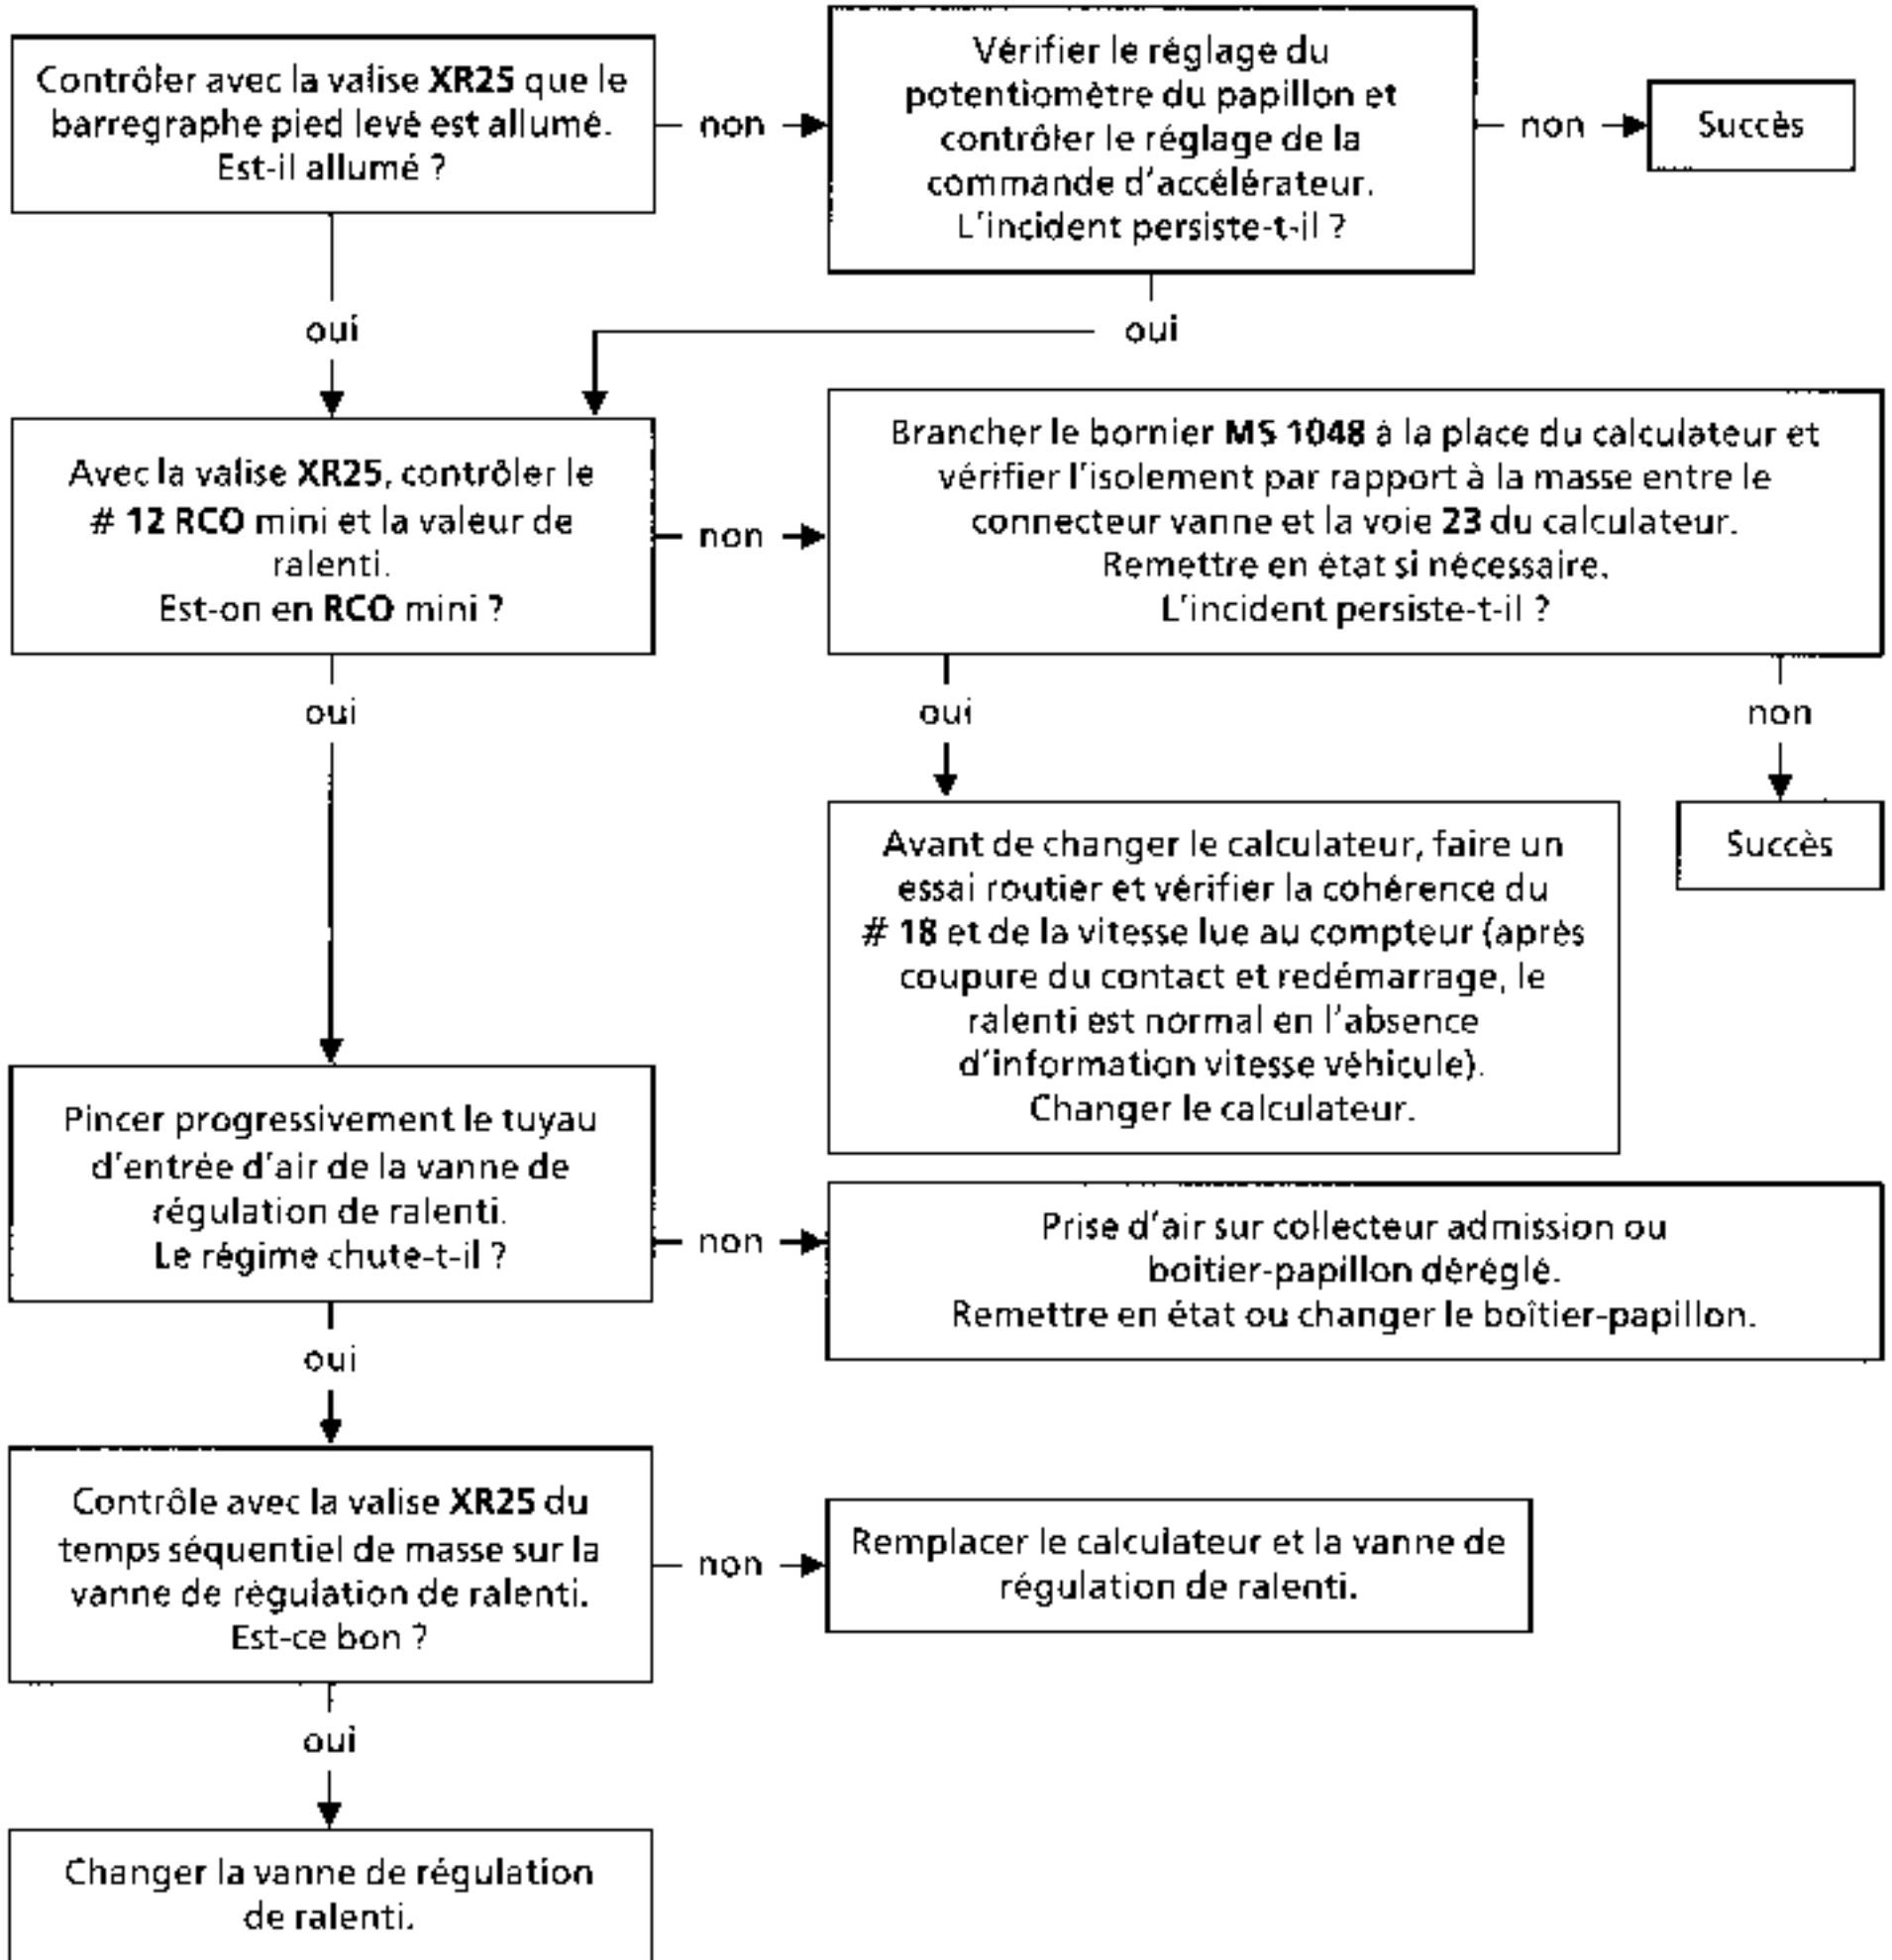 Contrôler avec la valise XR25 que le
barregraphe pied levé est allumé.
Est-il allumé ?
non
Vérifier le réglage du
potentiomètre du papillon et
contrôler le réglage de la
commande d'accélérateur.
L'incident persiste-t-il ?
non
Succès
oui
oui
Avec la valise XR25, contrôler le
# 12 RCO mini et la valeur de
ralenti.
Est-on en RCO mini ?
non
Brancher le bornier MS 1048 à la place du calculateur et
vérifier l'isolement par rapport à la masse entre le
connecteur vanne et la voie 23 du calculateur.
Remettre en état si nécessaire.
L'incident persiste-t-il ?
oui
oui
non
Avant de changer le calculateur, faire un
essai routier et vérifier la cohérence du
# 18 et de la vitesse lue au compteur (après
coupure du contact et redémarrage, le
ralenti est normal en l'absence
d'information vitesse véhicule).
Changer le calculateur.
Succès
Pincer progressivement le tuyau
d'entrée d'air de la vanne de
régulation de ralenti.
Le régime chute-t-il ?
non
Prise d'air sur collecteur admission ou
boitier-papillon déréglé.
Remettre en état ou changer le boîtier-papillon.
oui
Contrôle avec la valise XR25 du
temps séquentiel de masse sur la
vanne de régulation de ralenti.
Est-ce bon ?
non
Remplacer le calculateur et la vanne de
régulation de ralenti.
oui
Changer la vanne de régulation
de ralenti.